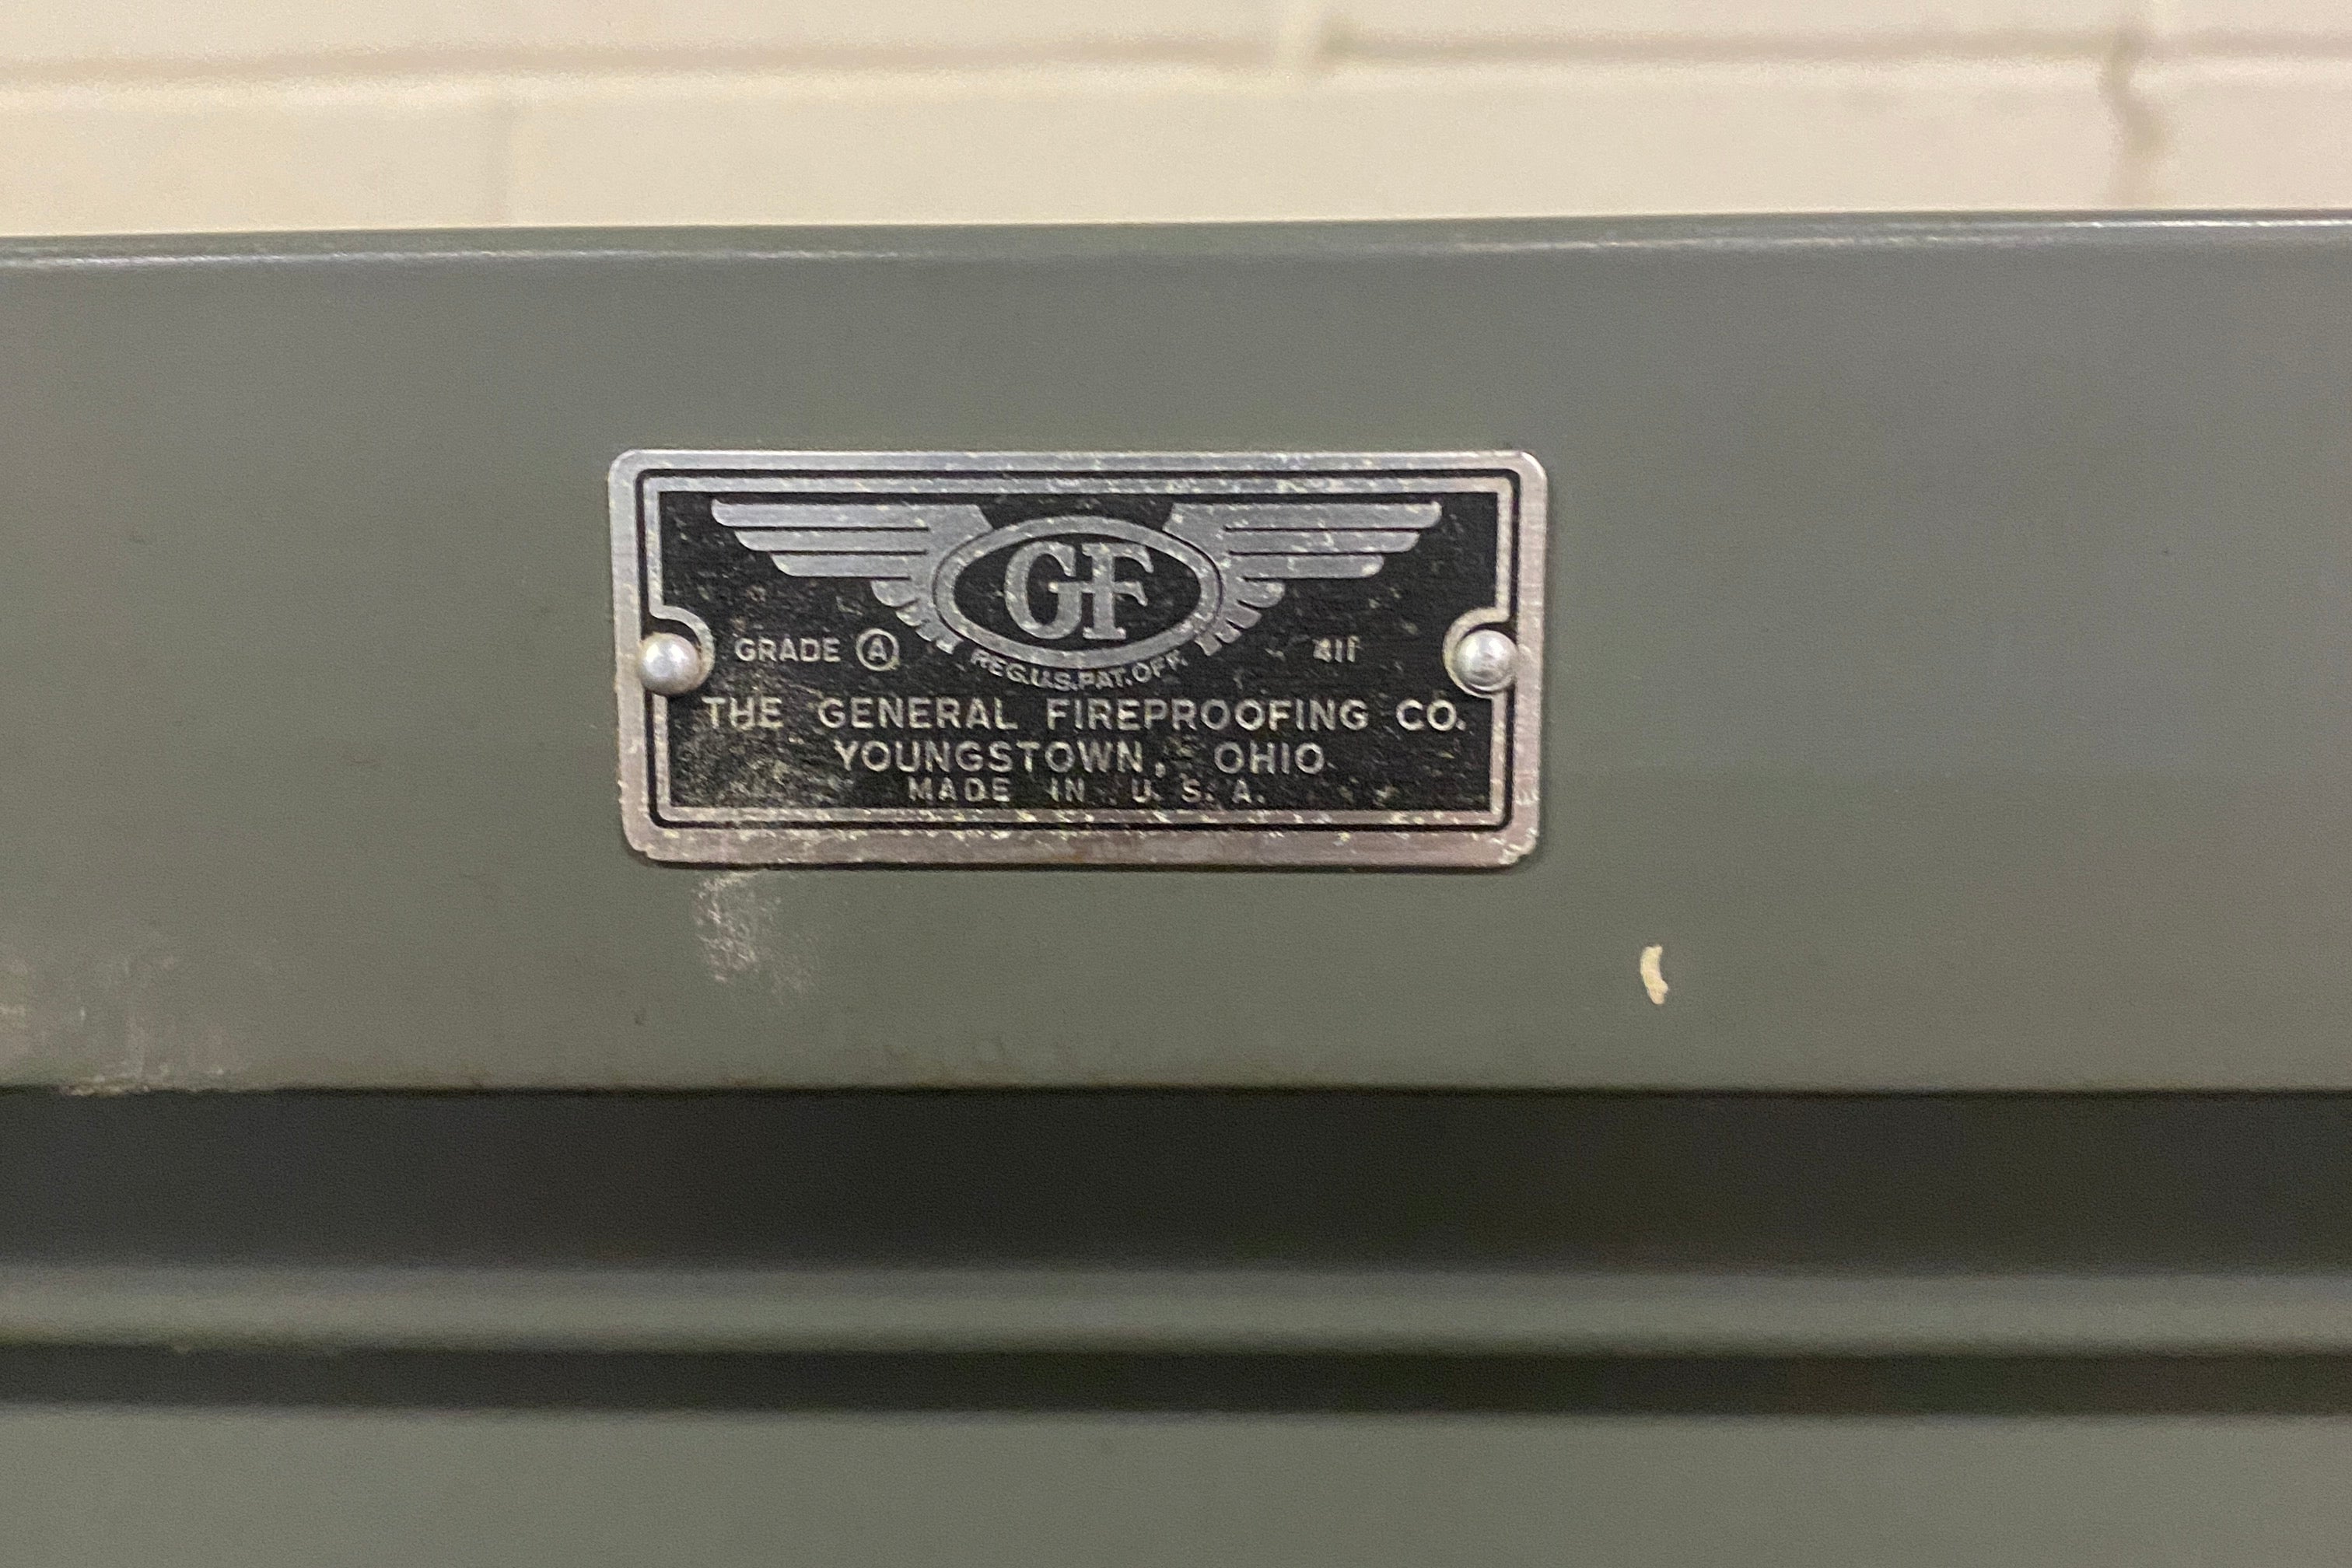 GF
GRADE A
REG.U.S.PAT.OFF.
THE GENERAL FIREPROOFING CO.
YOUNGSTOWN, OHIO
MADE IN U.S.A.